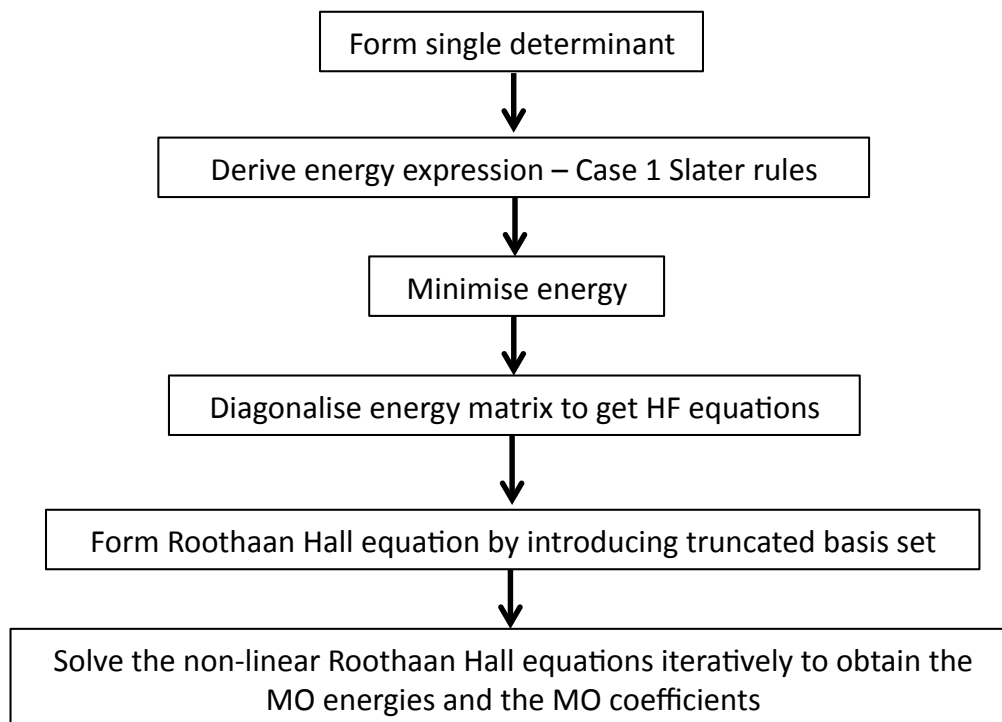 Form single determinant
Derive energy expression – Case 1 Slater rules
Minimise energy
Diagonalise energy matrix to get HF equations
Form Roothaan Hall equation by introducing truncated basis set
Solve the non-linear Roothaan Hall equations iteratively to obtain the
MO energies and the MO coefficients